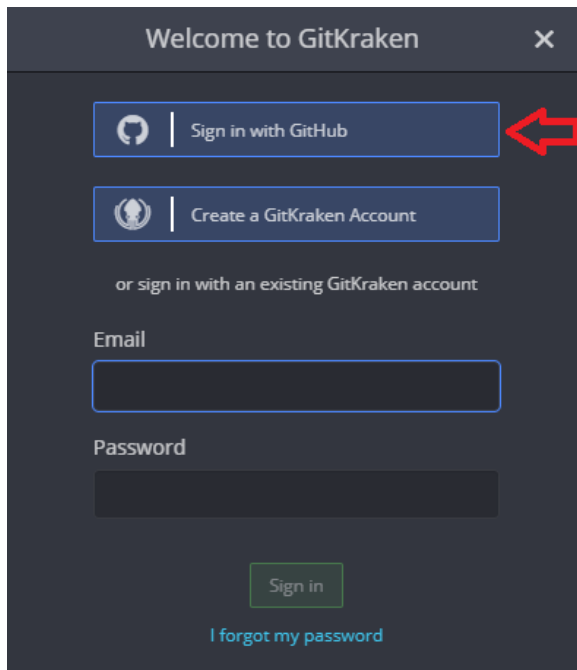 Welcome to GitKraken
Sign in with GitHub
Create a GitKraken Account
or sign in with an existing GitKraken account
Email
Password
Sign in
I forgot my password